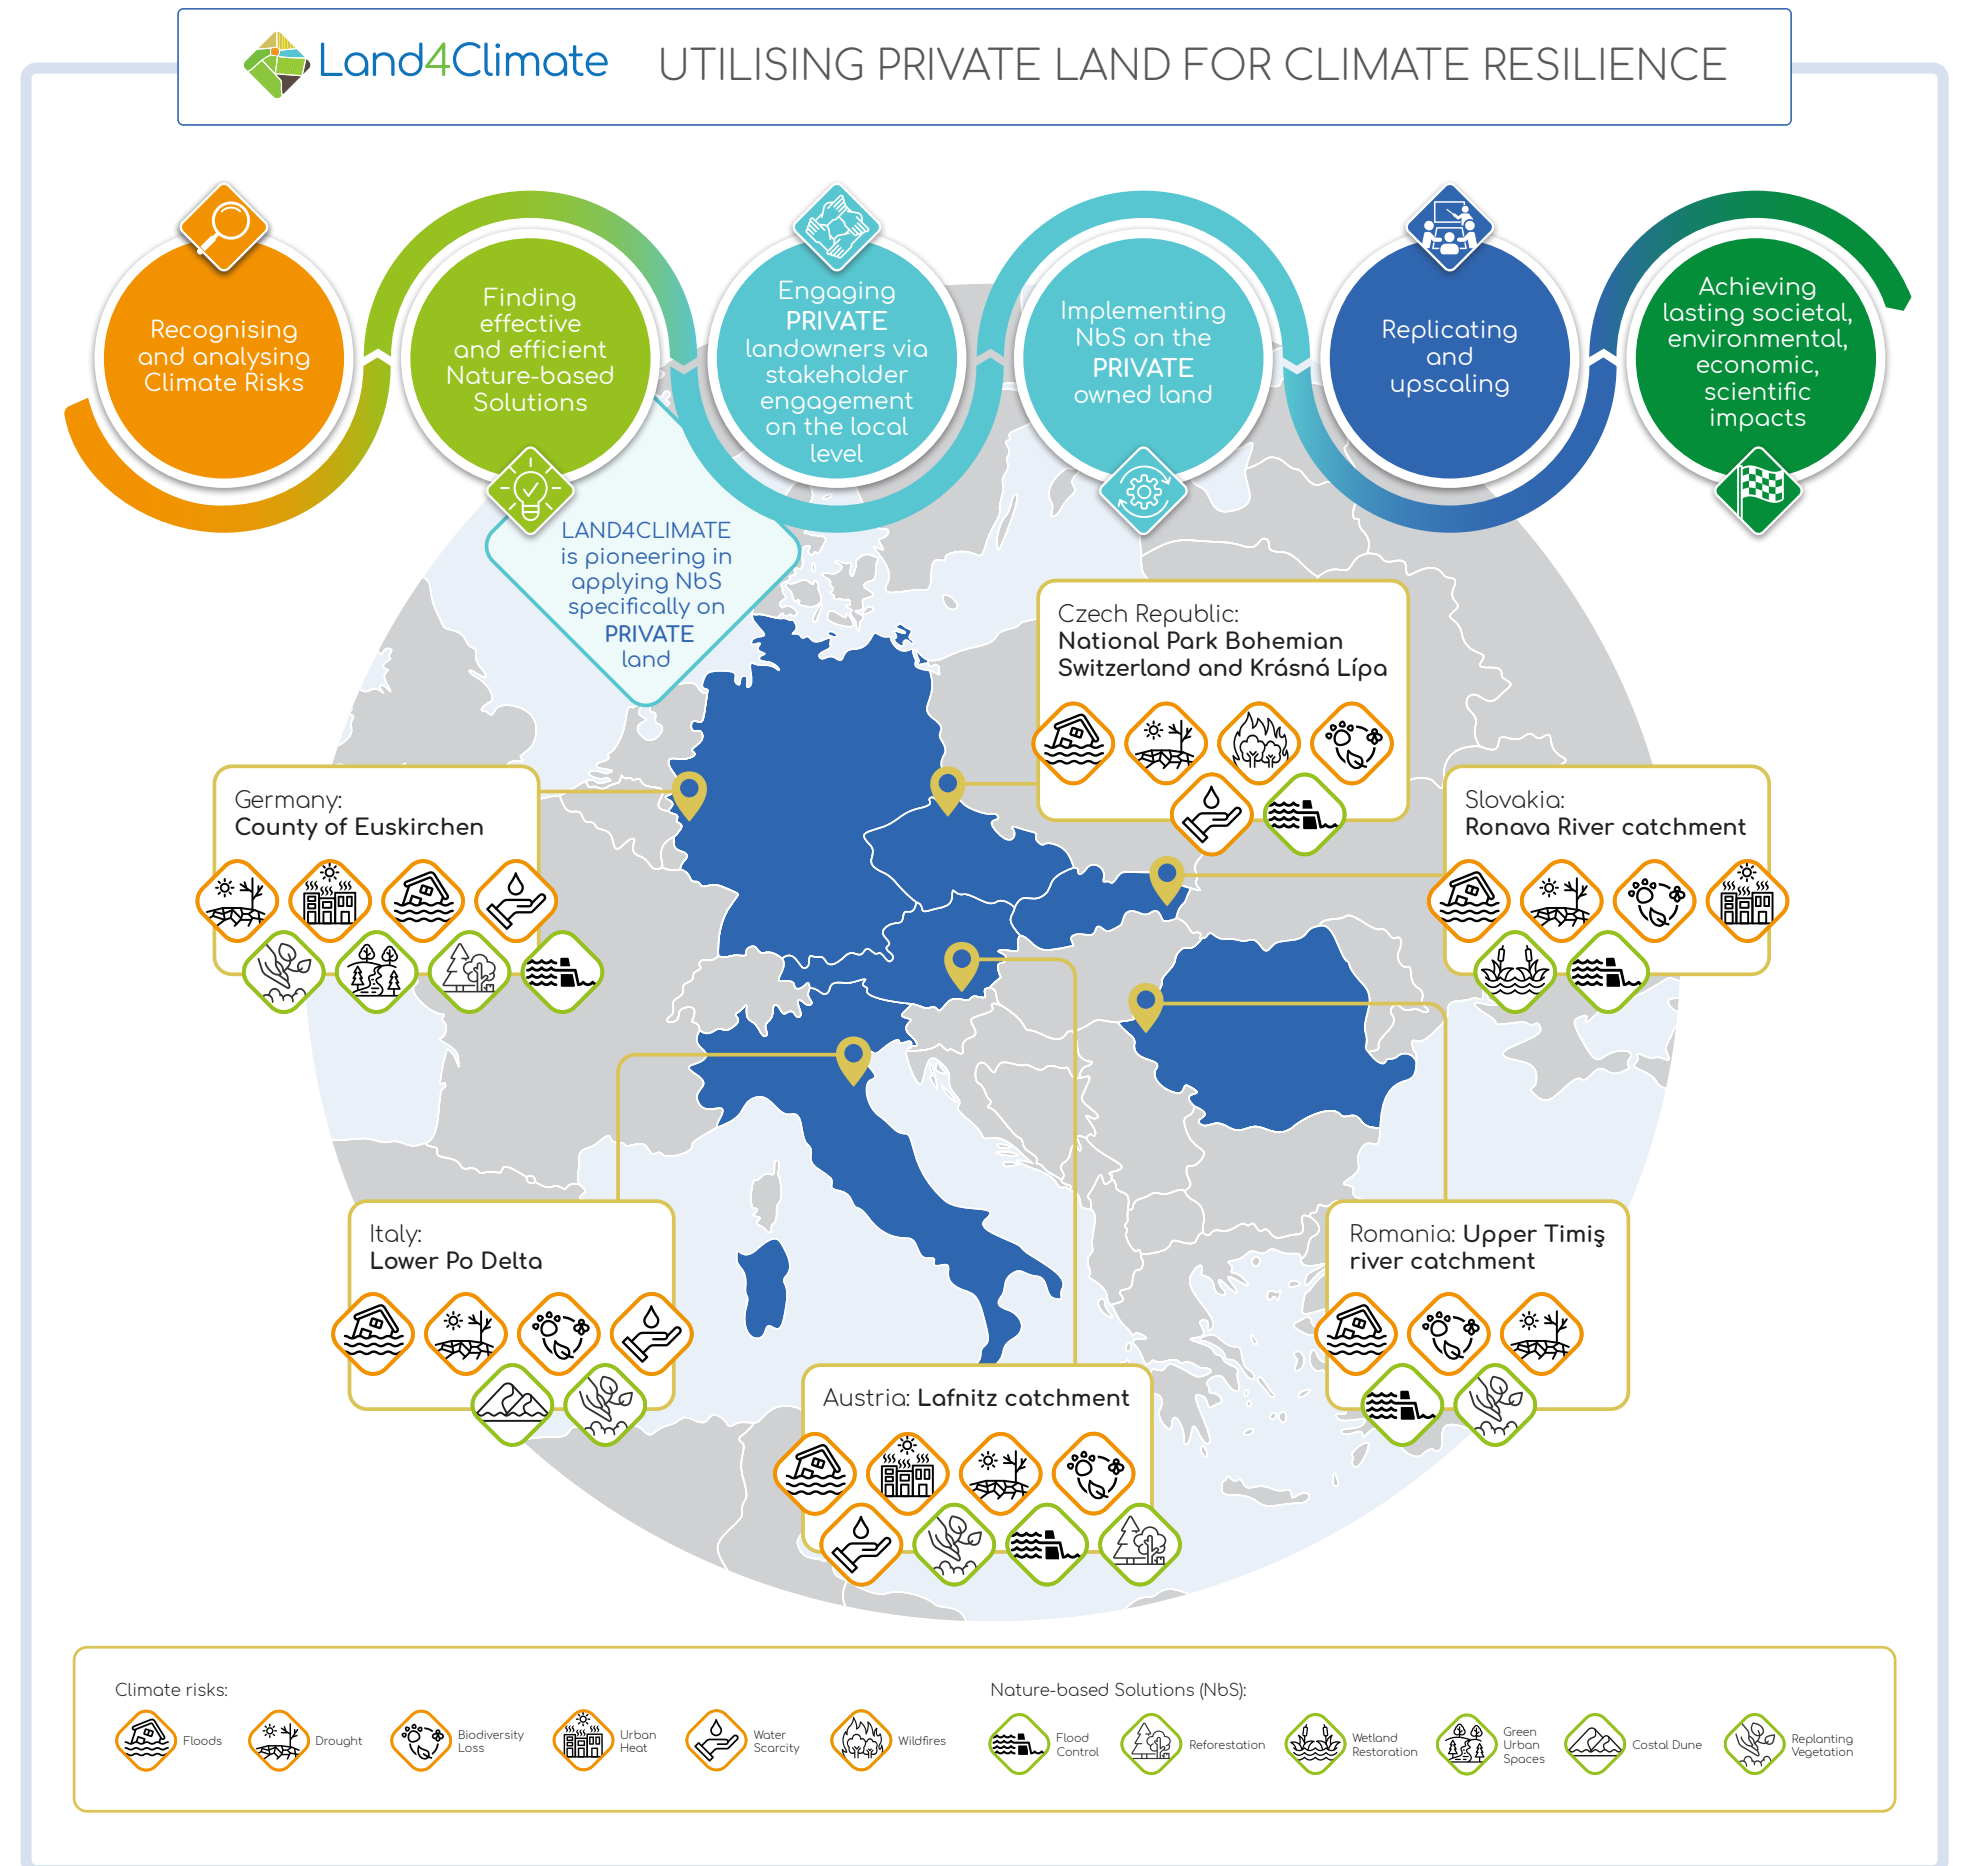 Land4Climate
UTILISING PRIVATE LAND FOR CLIMATE RESILIENCE
Recognising
and analysing
Climate Risks
Finding
effective
and efficient
Nature-based
Solutions
Engaging
PRIVATE
landowners via
stakeholder
engagement
on the local
level
Implementing
NbS on the
PRIVATE
owned land
Replicating
and
upscaling
Achieving
lasting societal,
environmental,
economic,
scientific
impacts
LAND4CLIMATE
is pioneering in
applying NbS
specifically on
PRIVATE
land
Czech Republic:
National Park Bohemian
Switzerland and Krásná Lípa
Germany:
County of Euskirchen
Slovakia:
Ronava River catchment
Italy:
Lower Po Delta
Romania: Upper Timiş
river catchment
Austria: Lafnitz catchment
Climate risks:
Floods
Drought
Biodiversity
Loss
Urban
Heat
Water
Scarcity
Wildfires
Nature-based Solutions (NbS):
Flood
Control
Reforestation
Wetland
Restoration
Green
Urban
Spaces
Costal Dune
Replanting
Vegetation